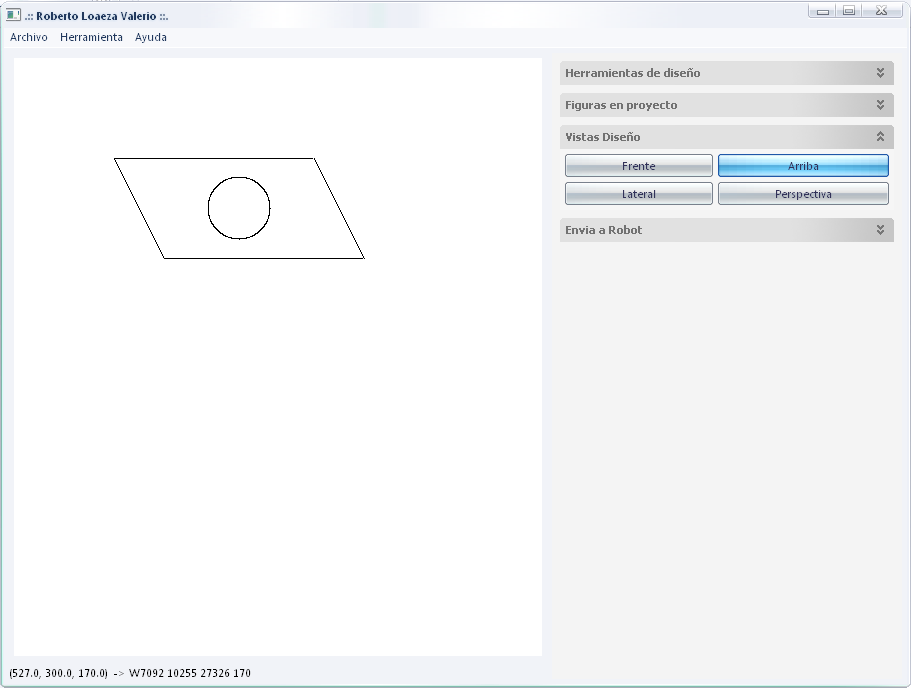 .:: Roberto Loaeza Valerio ::.
Archivo Herramienta Ayuda
Herramientas de diseño
Figuras en proyecto
Vistas Diseño
Frente Arriba
Lateral Perspectiva
Envia a Robot
(527.0, 300.0, 170.0) -> W7092 10255 27326 170